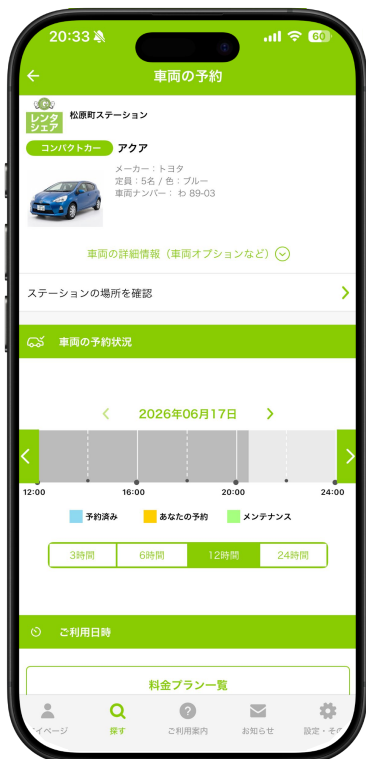 20:33
60
車両の予約
レンタ
シェア
松原町ステーション
コンパクトカー アクア
メーカー：トヨタ
定員：5名 / 色：ブルー
車両ナンバー： わ 89-03
車両の詳細情報（車両オプションなど）
ステーションの場所を確認
車両の予約状況
2026年06月17日
12:00 16:00 20:00 24:00
予約済み あなたの予約 メンテナンス
3時間 6時間 12時間 24時間
ご利用日時
料金プラン一覧
イページ 探す ご利用案内 お知らせ 設定・その